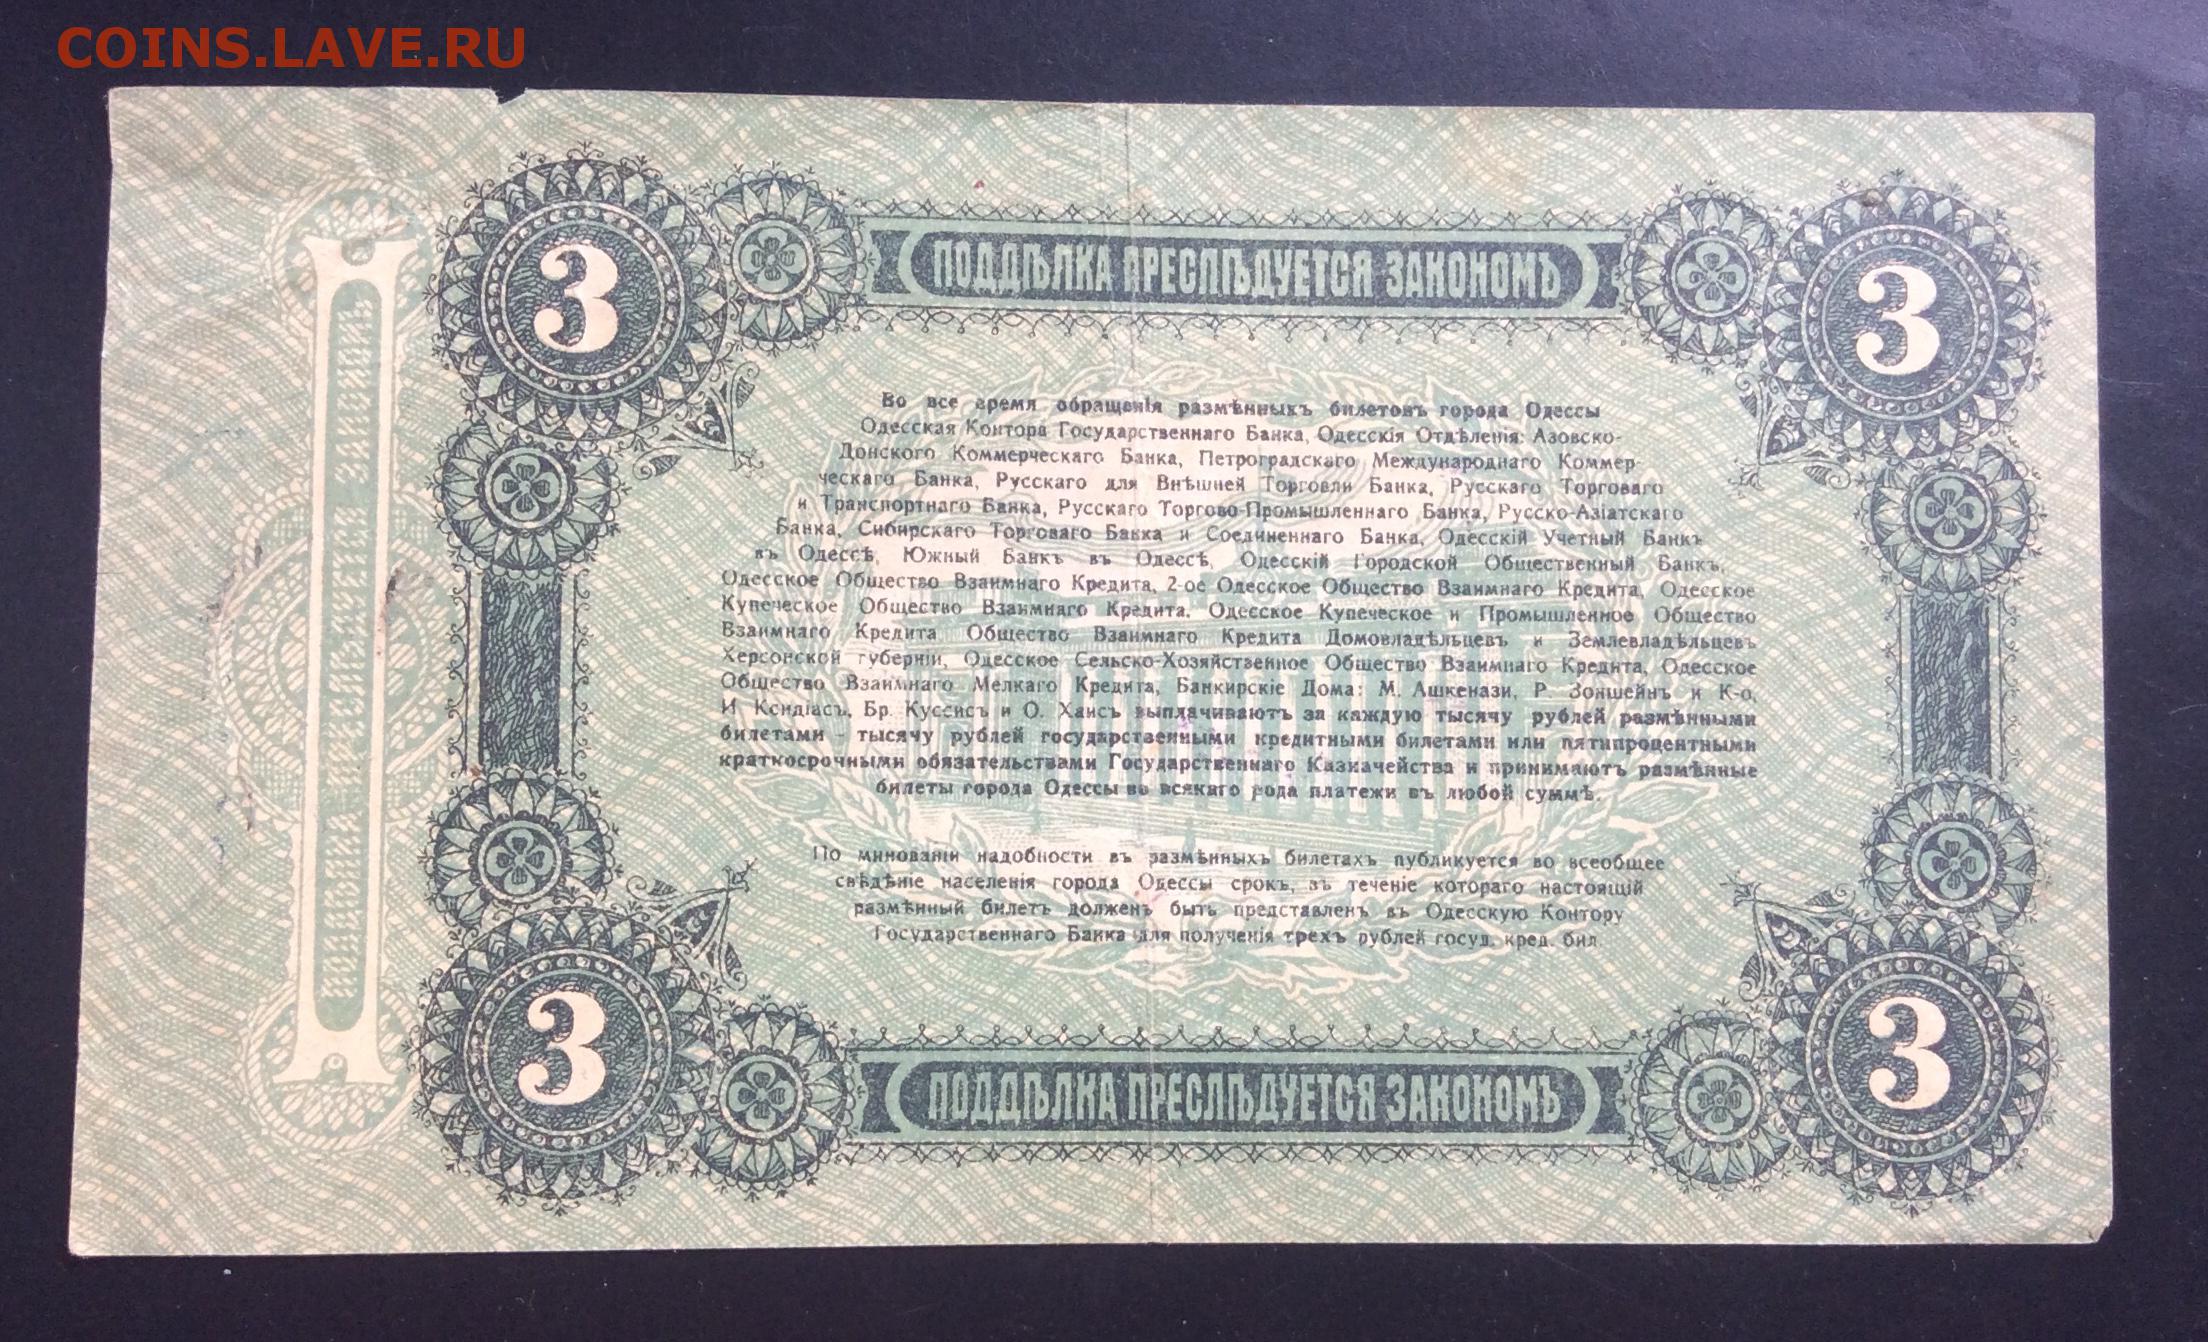 COINS.LAVE.RU
3
ПОДДѢЛКА ПРЕСЛѢДУЕТСЯ ЗАКОНОМЪ
3
ПОДДѢЛКА ПРЕСЛѢДУЕТСЯ ЗАКОНОМЪ
Во все время обращенія размѣнныхъ билетовъ города Одессы
Одесская Контора Государственнаго Банка, Одесскія Отдѣленія: Азовско-
Донского Коммерческаго Банка, Петроградскаго Международнаго Коммер-
ческаго Банка, Русскаго для Внѣшней Торговли Банка, Русскаго Торговаго
и Транспортнаго Банка, Русскаго Торгово-Промышленнаго Банка, Русско-Азіатскаго
Банка, Сибирскаго Торговаго Банка и Соединеннаго Банка, Одесскій Учетный Банкъ
въ Одессѣ, Южный Банкъ въ Одессѣ, Одесскій Городской Общественный Банкъ,
Одесское Общество Взаимнаго Кредита, 2-ое Одесское Общество Взаимнаго Кредита, Одесское
Купеческое Общество Взаимнаго Кредита, Одесское Купеческое и Промышленное Общество
Взаимнаго Кредита Общество Взаимнаго Кредита Домовладѣльцевъ и Землевладѣльцевъ
Херсонской губерніи, Одесское Сельско-Хозяйственное Общество Взаимнаго Кредита, Одесское
Общество Взаимнаго Мелкаго Кредита, Банкирскіе Дома: М. Ашкенази, Р. Зонштейнъ и К-о,
И. Ксидіасъ, Бр. Куссисъ и О. Хаисъ выплачиваютъ за каждую тысячу рублей размѣнными
билетами - тысячу рублей государственными кредитными билетами или пятипроцентными
краткосрочными обязательствами Государственнаго Казначейства и принимаютъ размѣнные
билеты города Одессы во всякаго рода платежи въ любой суммѣ.
По минованіи надобности въ размѣнныхъ билетахъ публикуется во всеобщее
свѣдѣніе населенія города Одессы срокъ, въ теченіе котораго настоящій
размѣнный билетъ долженъ быть представленъ въ Одесскую Контору
Государственнаго Банка для полученія трехъ рублей госуд. кред. бил.
3
ПОДДѢЛКА ПРЕСЛѢДУЕТСЯ ЗАКОНОМЪ
3